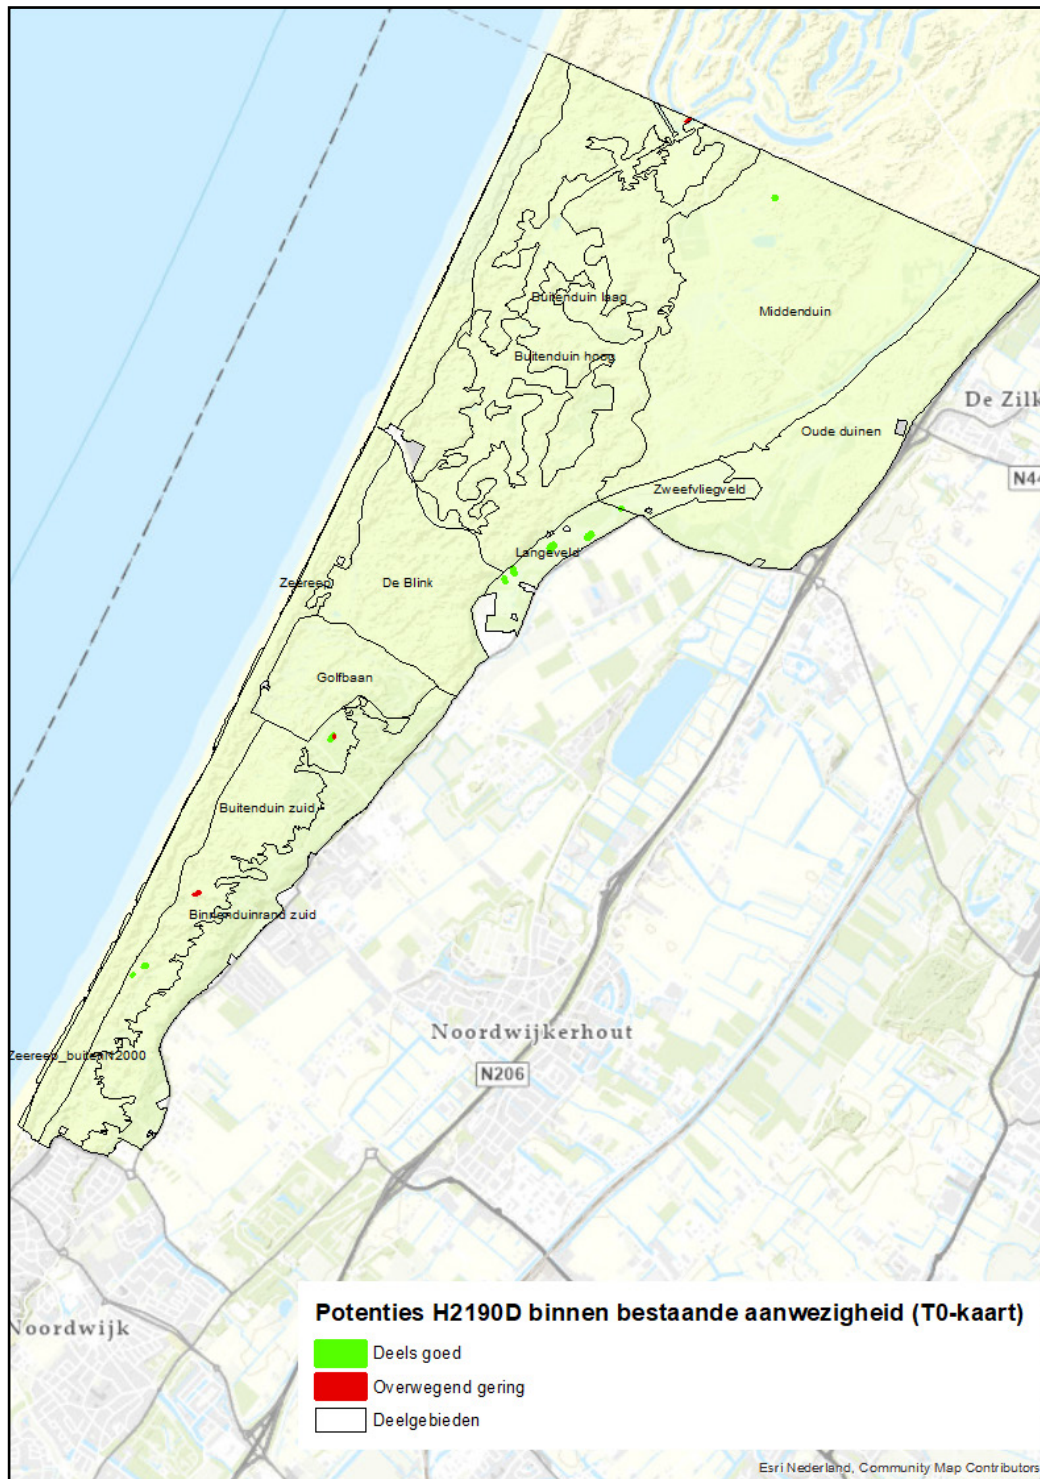 Buitenduin laag
Middenduin
Buitenduin hoog
De Zilk
Oude duinen
N44
Zweefvliegveld
Langeveld
Zeereep
De Blink
Golfbaan
Buitenduin zuid
Binnenduinrand zuid
Noordwijkerhout
Zeereep_buitenN2000
N206
Noordwijk
Potenties H2190D binnen bestaande aanwezigheid (T0-kaart)
Deels goed
Overwegend gering
Deelgebieden
Esri Nederland, Community Map Contributors